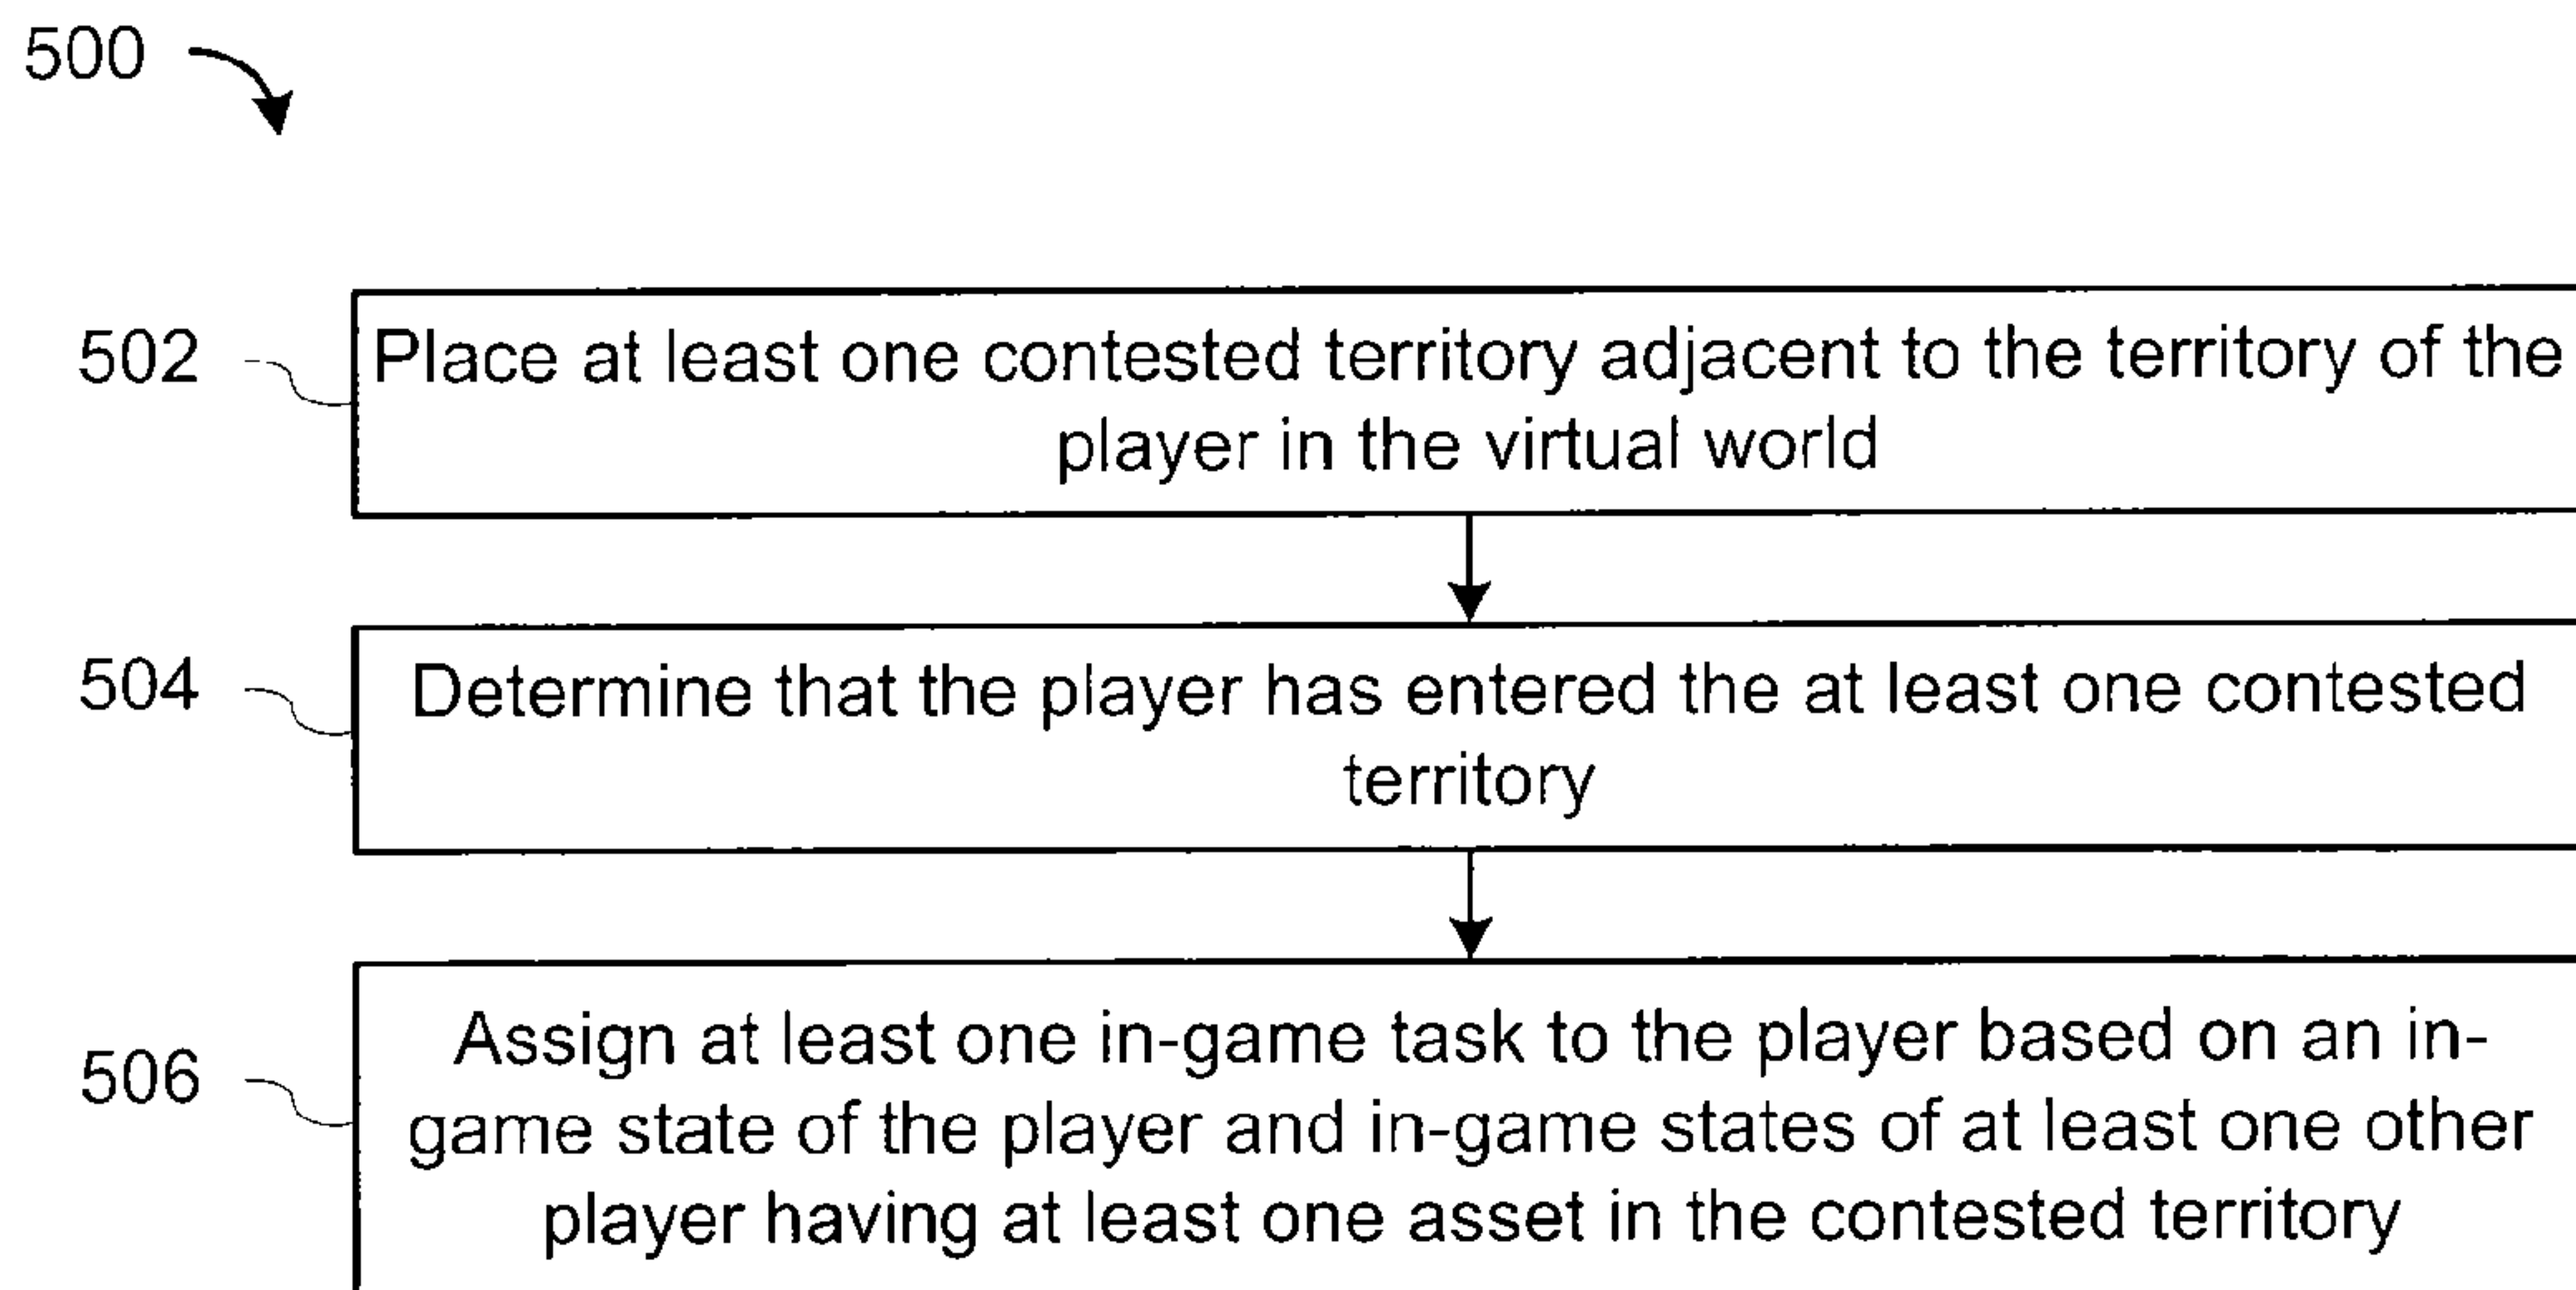 500
502
Place at least one contested territory adjacent to the territory of the
player in the virtual world
504
Determine that the player has entered the at least one contested
territory
506
Assign at least one in-game task to the player based on an in-
game state of the player and in-game states of at least one other
player having at least one asset in the contested territory